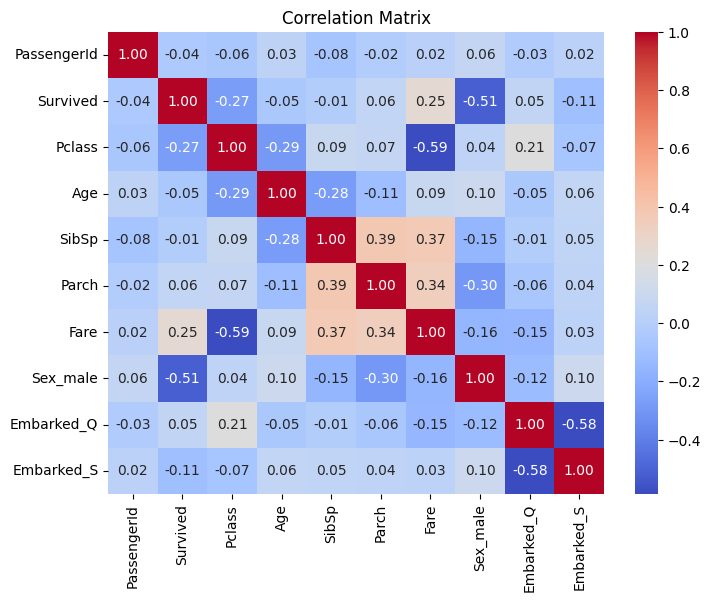 Correlation Matrix
PassengerId 1.00 -0.04 -0.06 0.03 -0.08 -0.02 0.02 0.06 -0.03 0.02
Survived -0.04 1.00 -0.27 -0.05 -0.01 0.06 0.25 -0.51 0.05 -0.11
Pclass -0.06 -0.27 1.00 -0.29 0.09 0.07 -0.59 0.04 0.21 -0.07
Age 0.03 -0.05 -0.29 1.00 -0.28 -0.11 0.09 0.10 -0.05 0.06
SibSp -0.08 -0.01 0.09 -0.28 1.00 0.39 0.37 -0.15 -0.01 0.05
Parch -0.02 0.06 0.07 -0.11 0.39 1.00 0.34 -0.30 -0.06 0.04
Fare 0.02 0.25 -0.59 0.09 0.37 0.34 1.00 -0.16 -0.15 0.03
Sex_male 0.06 -0.51 0.04 0.10 -0.15 -0.30 -0.16 1.00 -0.12 0.10
Embarked_Q -0.03 0.05 0.21 -0.05 -0.01 -0.06 -0.15 -0.12 1.00 -0.58
Embarked_S 0.02 -0.11 -0.07 0.06 0.05 0.04 0.03 0.10 -0.58 1.00
PassengerId
Survived
Pclass
Age
SibSp
Parch
Fare
Sex_male
Embarked_Q
Embarked_S
1.0
0.8
0.6
0.4
0.2
0.0
−0.2
−0.4